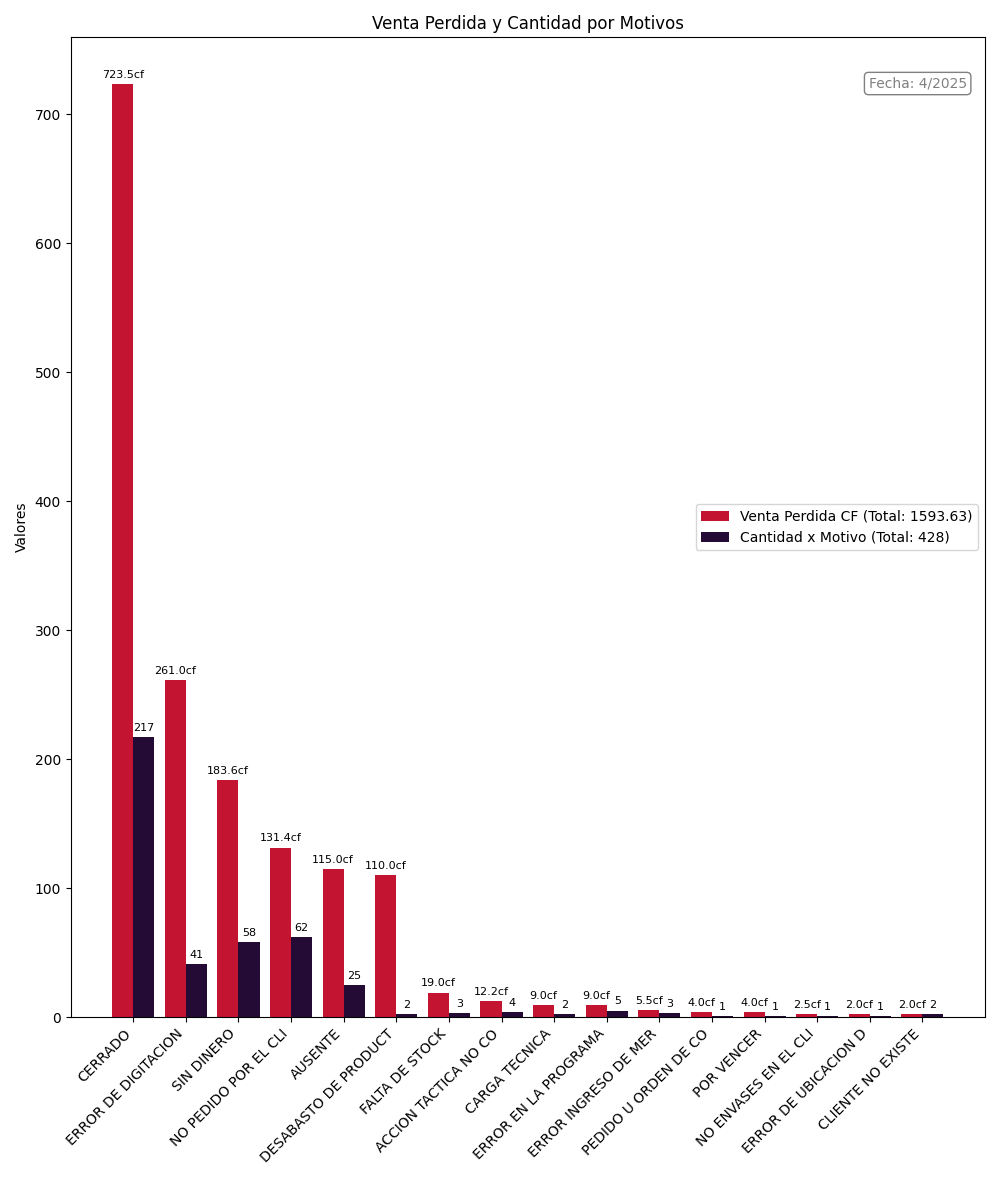 Venta Perdida y Cantidad por Motivos
Fecha: 4/2025
Valores
700
600
500
400
300
200
100
0
Venta Perdida CF (Total: 1593.63)
Cantidad x Motivo (Total: 428)
723.5cf
217
261.0cf
41
183.6cf
58
131.4cf
62
115.0cf
25
110.0cf
2
19.0cf
3
12.2cf
4
9.0cf
2
9.0cf
5
5.5cf
3
4.0cf
1
4.0cf
1
2.5cf
1
2.0cf
1
2.0cf
2
CERRADO
ERROR DE DIGITACION
SIN DINERO
NO PEDIDO POR EL CLI
AUSENTE
DESABASTO DE PRODUCT
FALTA DE STOCK
ACCION TACTICA NO CO
CARGA TECNICA
ERROR EN LA PROGRAMA
ERROR INGRESO DE MER
PEDIDO U ORDEN DE CO
POR VENCER
NO ENVASES EN EL CLI
ERROR DE UBICACION D
CLIENTE NO EXISTE